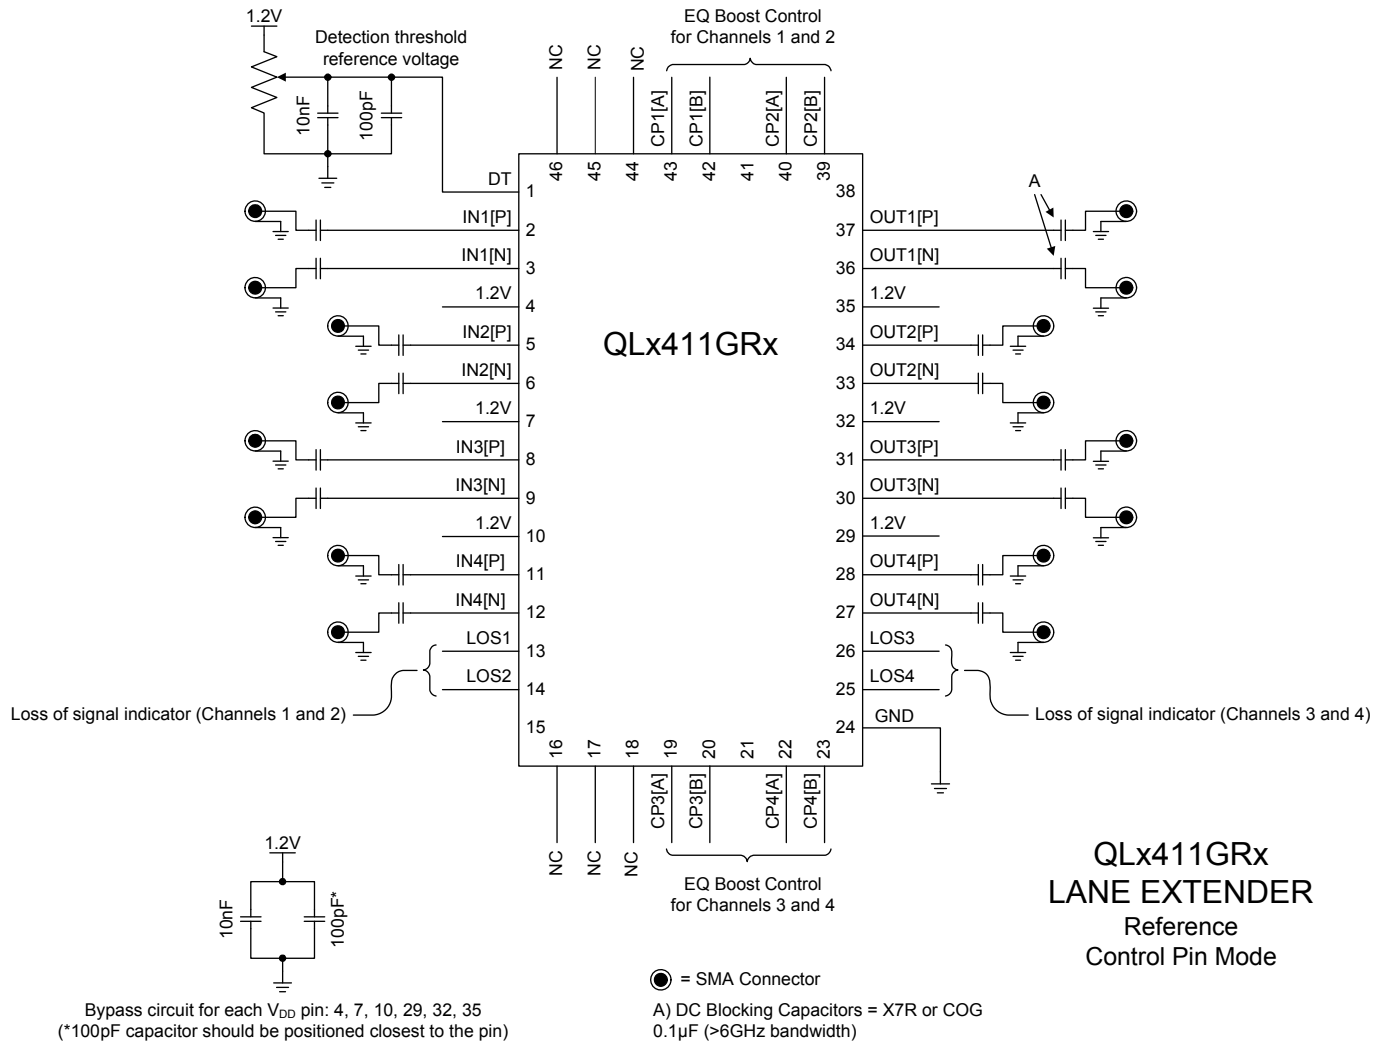 1.2V
Detection threshold
reference voltage
10nF
100pF
EQ Boost Control
for Channels 1 and 2
NC
NC
NC
CP1[A]
CP1[B]
CP2[A]
CP2[B]
46
45
44
43
42
41
40
39
DT
1
IN1[P]
2
IN1[N]
3
1.2V
4
IN2[P]
5
IN2[N]
6
1.2V
7
IN3[P]
8
IN3[N]
9
1.2V
10
IN4[P]
11
IN4[N]
12
LOS1
13
LOS2
14
15
Loss of signal indicator (Channels 1 and 2)
QLx411GRx
38
A
37
OUT1[P]
36
OUT1[N]
35
1.2V
34
OUT2[P]
33
OUT2[N]
32
1.2V
31
OUT3[P]
30
OUT3[N]
29
1.2V
28
OUT4[P]
27
OUT4[N]
26
LOS3
25
LOS4
24
GND
Loss of signal indicator (Channels 3 and 4)
16
17
18
19
20
21
22
23
NC
NC
NC
CP3[A]
CP3[B]
CP4[A]
CP4[B]
EQ Boost Control
for Channels 3 and 4
1.2V
10nF
100pF*
Bypass circuit for each VDD pin: 4, 7, 10, 29, 32, 35
(*100pF capacitor should be positioned closest to the pin)
= SMA Connector
A) DC Blocking Capacitors = X7R or COG
0.1µF (>6GHz bandwidth)
QLx411GRx
LANE EXTENDER
Reference
Control Pin Mode